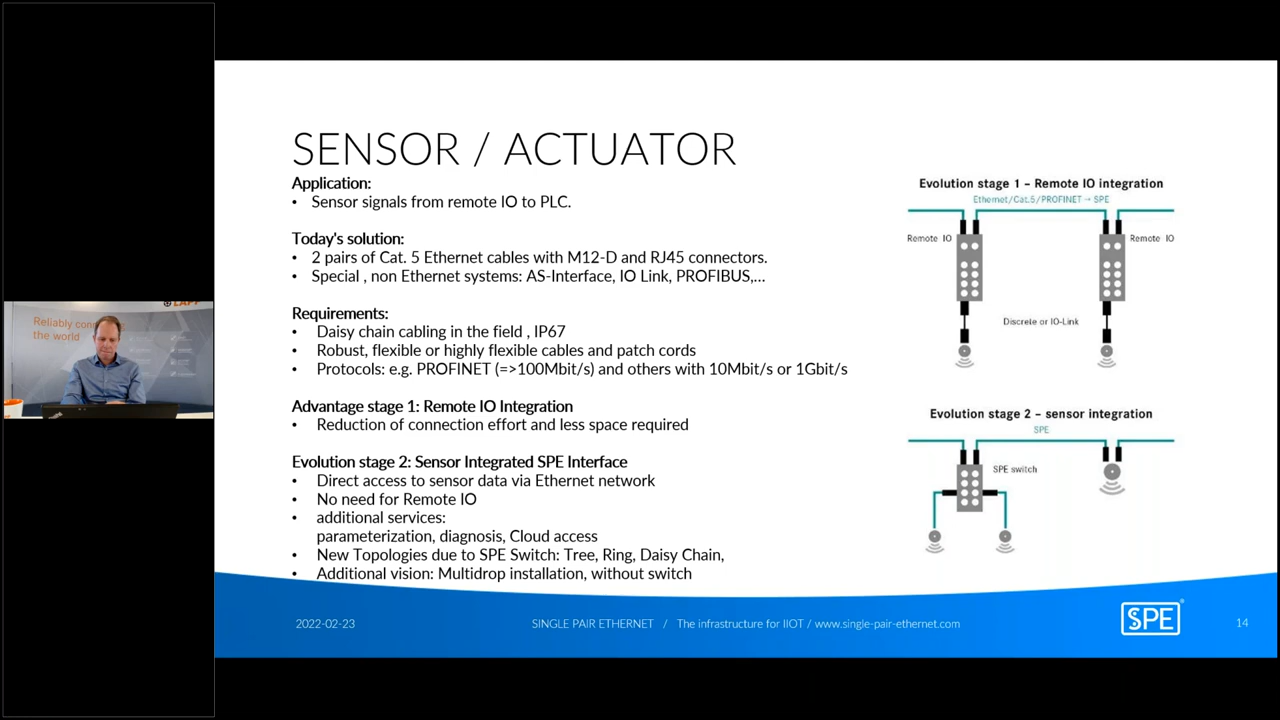 SENSOR / ACTUATOR
Application:
• Sensor signals from remote IO to PLC.
Today's solution:
• 2 pairs of Cat. 5 Ethernet cables with M12-D and RJ45 connectors.
• Special , non Ethernet systems: AS-Interface, IO Link, PROFIBUS,...
Requirements:
• Daisy chain cabling in the field , IP67
• Robust, flexible or highly flexible cables and patch cords
• Protocols: e.g. PROFINET (=>100Mbit/s) and others with 10Mbit/s or 1Gbit/s
Advantage stage 1: Remote IO Integration
• Reduction of connection effort and less space required
Evolution stage 2: Sensor Integrated SPE Interface
• Direct access to sensor data via Ethernet network
• No need for Remote IO
• additional services:
parameterization, diagnosis, Cloud access
• New Topologies due to SPE Switch: Tree, Ring, Daisy Chain,
• Additional vision: Multidrop installation, without switch
Evolution stage 1 – Remote IO integration
Ethernet/Cat.5/PROFINET → SPE
Remote IO
Remote IO
Discrete or IO-Link
Evolution stage 2 – sensor integration
SPE
SPE switch
LAPP
Reliably
the world
2022-02-23
SINGLE PAIR ETHERNET / The infrastructure for IIOT / www.single-pair-ethernet.com
SPE®
14